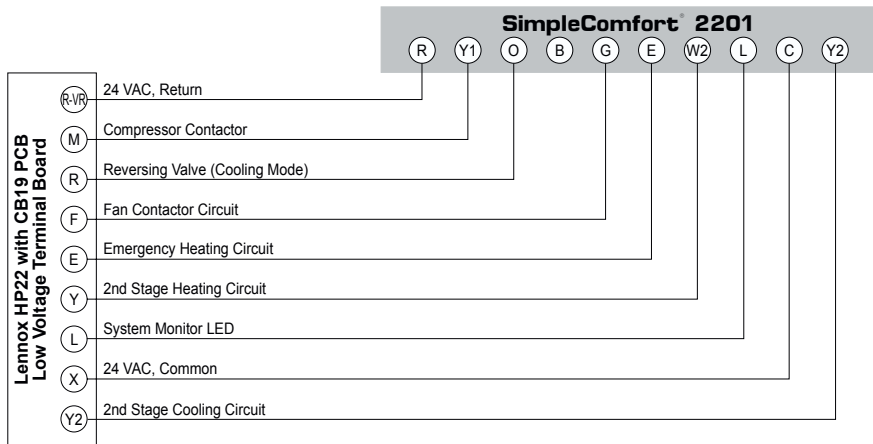 SimpleComfort® 2201
R Y1 O B G E W2 L C Y2
Lennox HP22 with CB19 PCB
Low Voltage Terminal Board
R-VR 24 VAC, Return
M Compressor Contactor
R Reversing Valve (Cooling Mode)
F Fan Contactor Circuit
E Emergency Heating Circuit
Y 2nd Stage Heating Circuit
L System Monitor LED
X 24 VAC, Common
Y2 2nd Stage Cooling Circuit